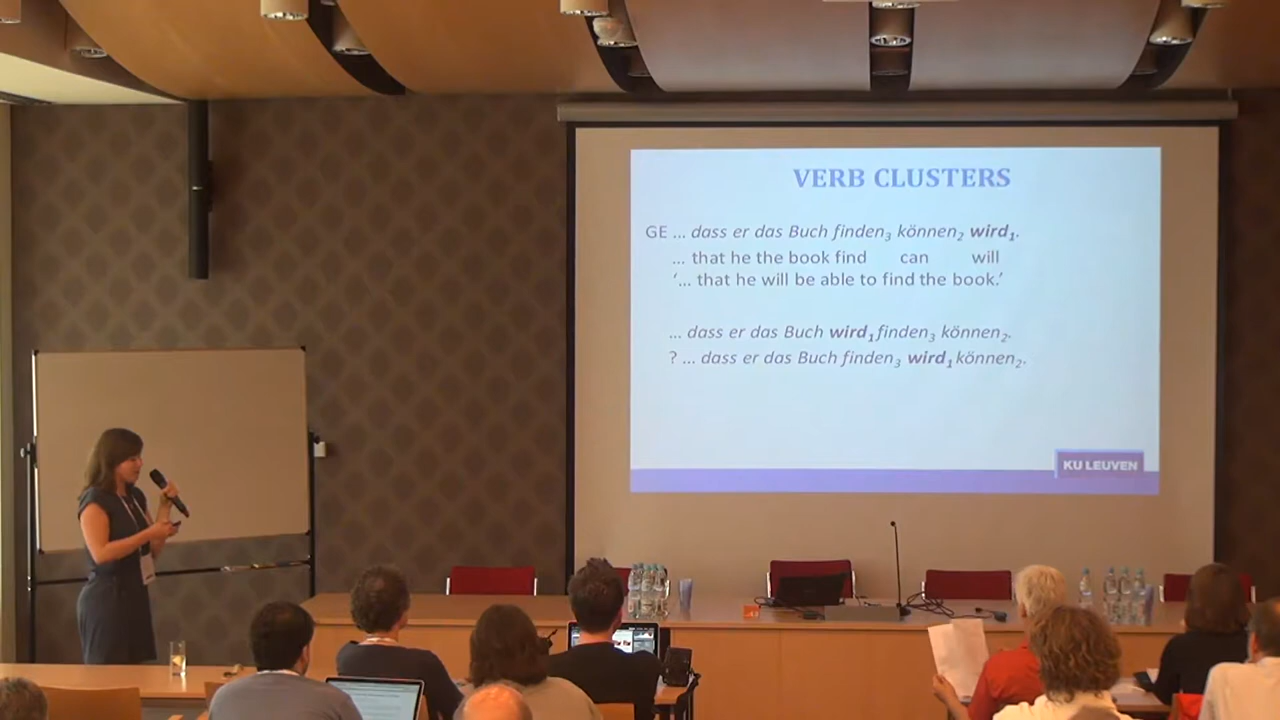 VERB CLUSTERS
GE ... dass er das Buch finden₃ können₂ wird₁.
... that he the book find can will
‘... that he will be able to find the book.’
... dass er das Buch wird₁ finden₃ können₂.
? ... dass er das Buch finden₃ wird₁ können₂.
KU LEUVEN